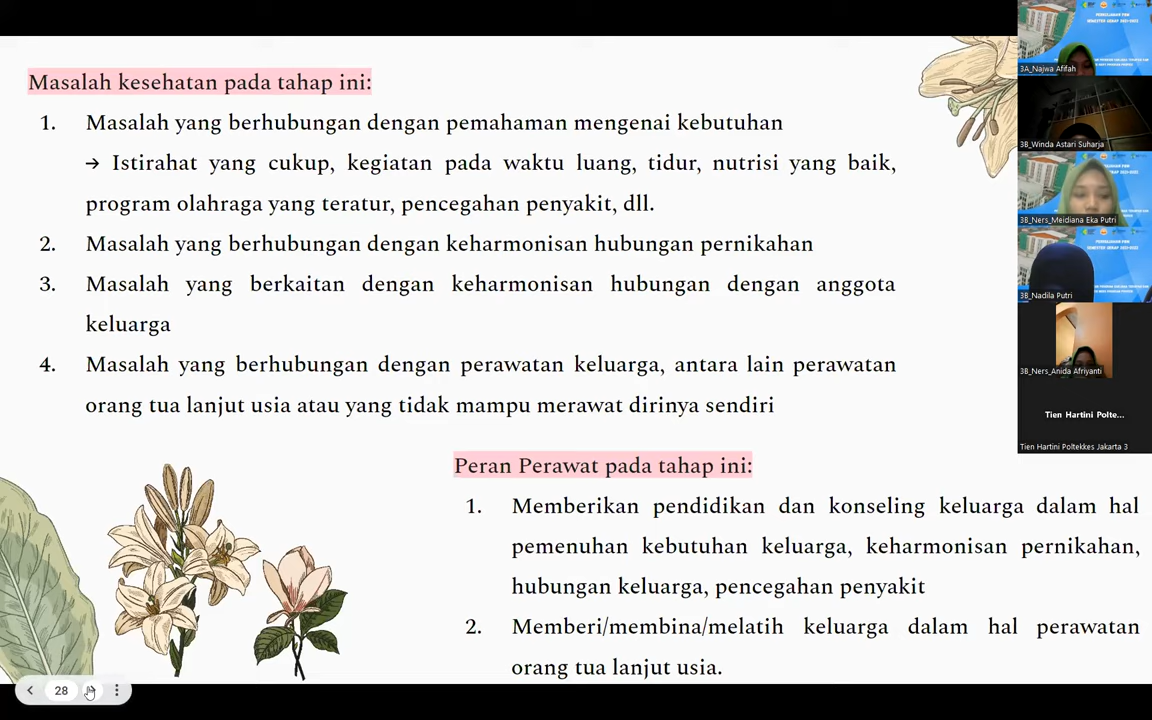 Masalah kesehatan pada tahap ini:
1. Masalah yang berhubungan dengan pemahaman mengenai kebutuhan
→ Istirahat yang cukup, kegiatan pada waktu luang, tidur, nutrisi yang baik,
program olahraga yang teratur, pencegahan penyakit, dll.
2. Masalah yang berhubungan dengan keharmonisan hubungan pernikahan
3. Masalah yang berkaitan dengan keharmonisan hubungan dengan anggota
keluarga
4. Masalah yang berhubungan dengan perawatan keluarga, antara lain perawatan
orang tua lanjut usia atau yang tidak mampu merawat dirinya sendiri
Peran Perawat pada tahap ini:
1. Memberikan pendidikan dan konseling keluarga dalam hal
pemenuhan kebutuhan keluarga, keharmonisan pernikahan,
hubungan keluarga, pencegahan penyakit
2. Memberi/membina/melatih keluarga dalam hal perawatan
orang tua lanjut usia.
28
3A_Najwa Afifah
3B_Winda Astari Suharja
3B_Ners_Meidiana Eka Putri
3B_Nadila Putri
3B_Ners_Anida Afriyanti
Tien Hartini Polte...
Tien Hartini Poltekkes Jakarta 3